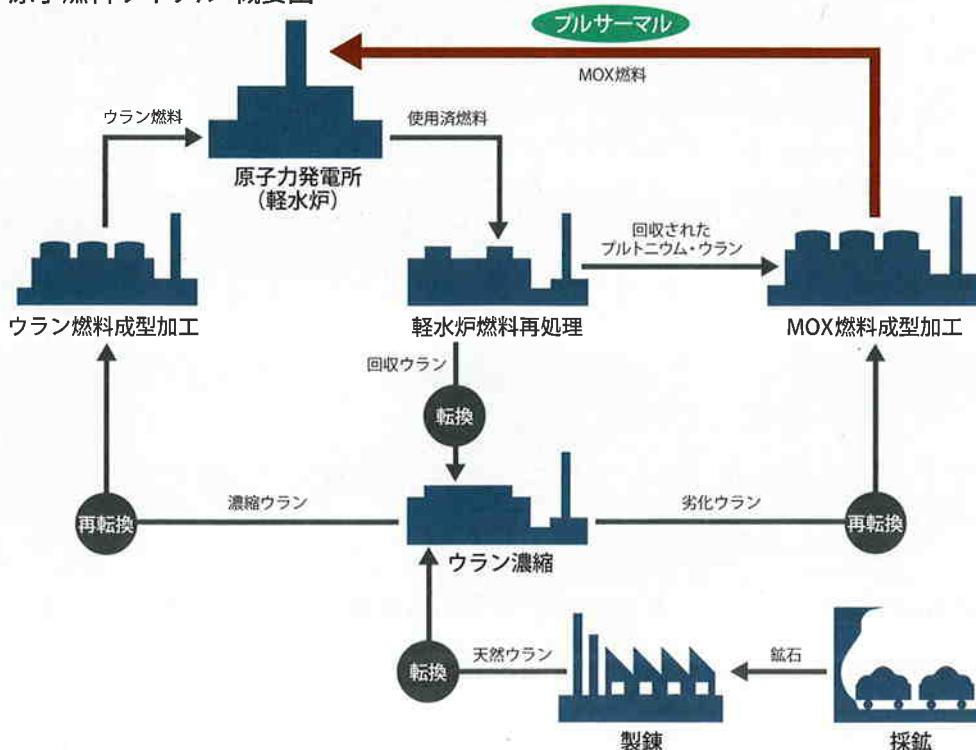 プルサーマル
MOX燃料
ウラン燃料
使用済燃料
原子力発電所
(軽水炉)
回収された
プルトニウム・ウラン
ウラン燃料成型加工
軽水炉燃料再処理
MOX燃料成型加工
回収ウラン
転換
濃縮ウラン
劣化ウラン
再転換
再転換
ウラン濃縮
天然ウラン
鉱石
転換
製錬
採鉱